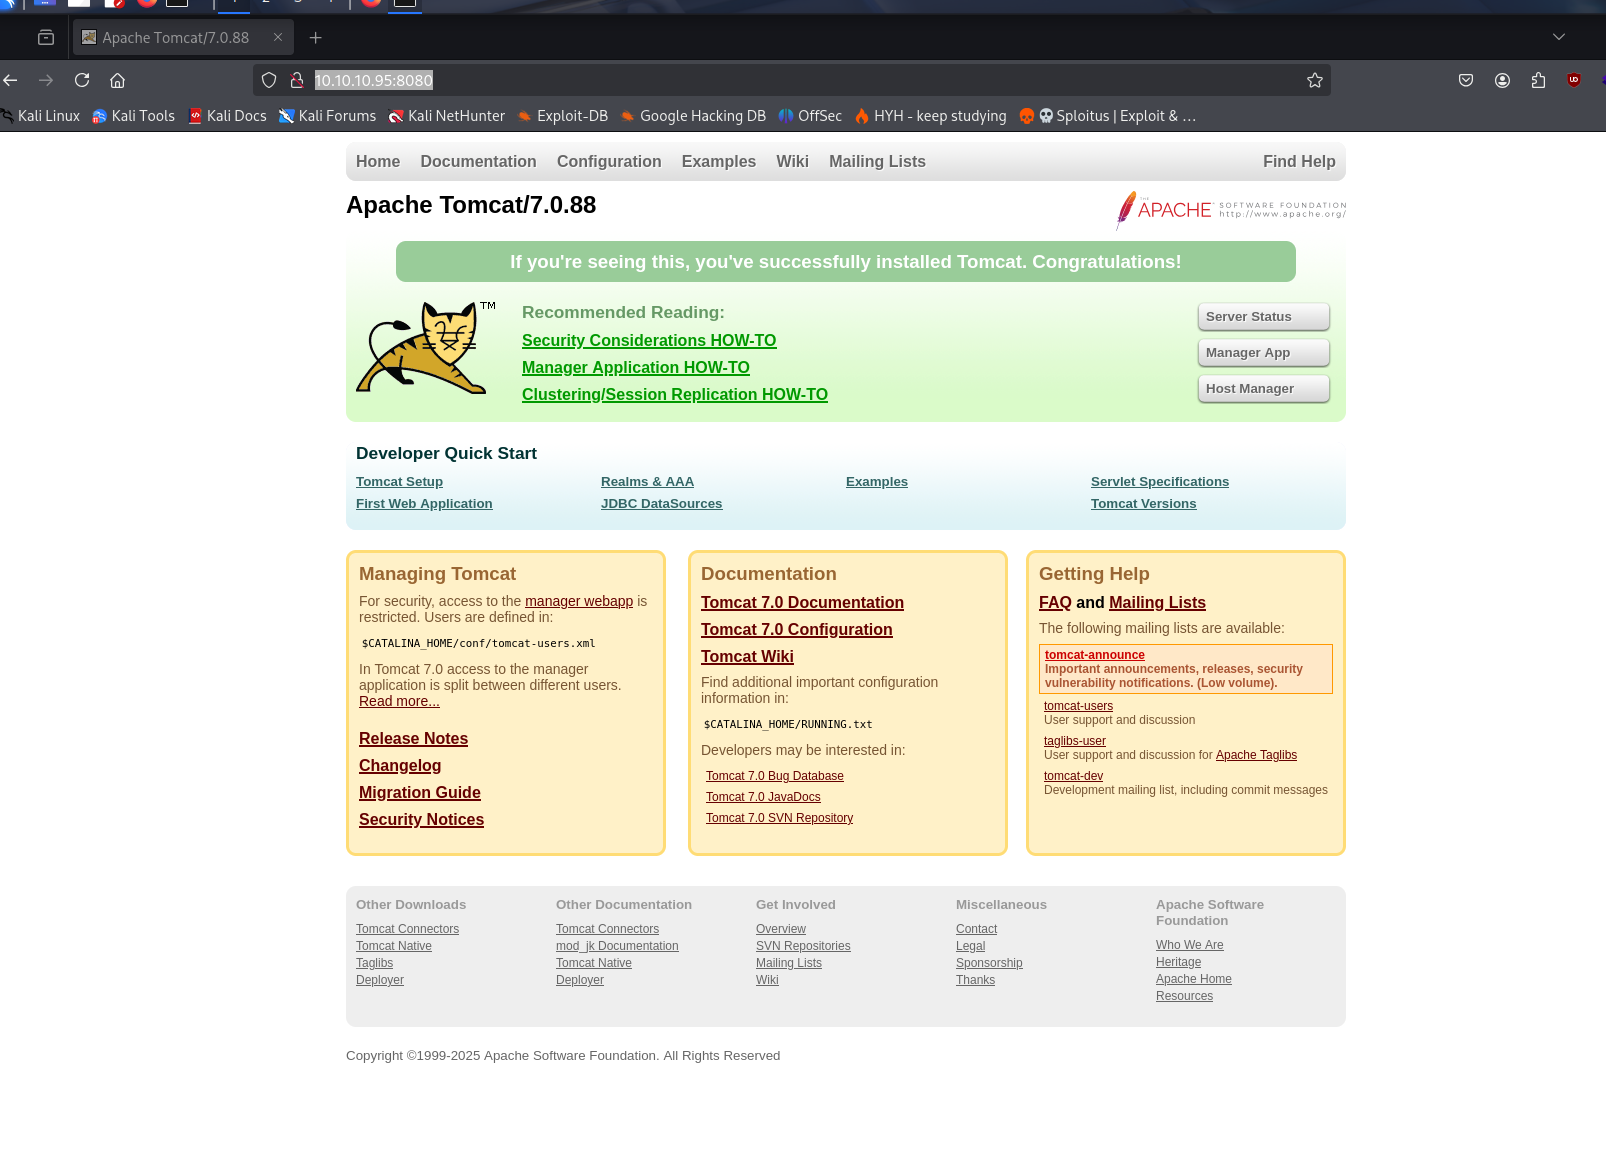 Apache Tomcat/7.0.88
10.10.10.95:8080
Kali Linux Kali Tools Kali Docs Kali Forums Kali NetHunter Exploit-DB Google Hacking DB OffSec HYH - keep studying Sploitus | Exploit & …
Home Documentation Configuration Examples Wiki Mailing Lists Find Help
Apache Tomcat/7.0.88
THE APACHE SOFTWARE FOUNDATION
http://www.apache.org/
If you're seeing this, you've successfully installed Tomcat. Congratulations!
TM
Recommended Reading:
Security Considerations HOW-TO
Manager Application HOW-TO
Clustering/Session Replication HOW-TO
Server Status
Manager App
Host Manager
Developer Quick Start
Tomcat Setup
First Web Application
Realms & AAA
JDBC DataSources
Examples
Servlet Specifications
Tomcat Versions
Managing Tomcat
For security, access to the manager webapp is
restricted. Users are defined in:
$CATALINA_HOME/conf/tomcat-users.xml
In Tomcat 7.0 access to the manager
application is split between different users.
Read more...
Release Notes
Changelog
Migration Guide
Security Notices
Documentation
Tomcat 7.0 Documentation
Tomcat 7.0 Configuration
Tomcat Wiki
Find additional important configuration
information in:
$CATALINA_HOME/RUNNING.txt
Developers may be interested in:
Tomcat 7.0 Bug Database
Tomcat 7.0 JavaDocs
Tomcat 7.0 SVN Repository
Getting Help
FAQ and Mailing Lists
The following mailing lists are available:
tomcat-announce
Important announcements, releases, security
vulnerability notifications. (Low volume).
tomcat-users
User support and discussion
taglibs-user
User support and discussion for Apache Taglibs
tomcat-dev
Development mailing list, including commit messages
Other Downloads
Tomcat Connectors
Tomcat Native
Taglibs
Deployer
Other Documentation
Tomcat Connectors
mod_jk Documentation
Tomcat Native
Deployer
Get Involved
Overview
SVN Repositories
Mailing Lists
Wiki
Miscellaneous
Contact
Legal
Sponsorship
Thanks
Apache Software
Foundation
Who We Are
Heritage
Apache Home
Resources
Copyright ©1999-2025 Apache Software Foundation. All Rights Reserved